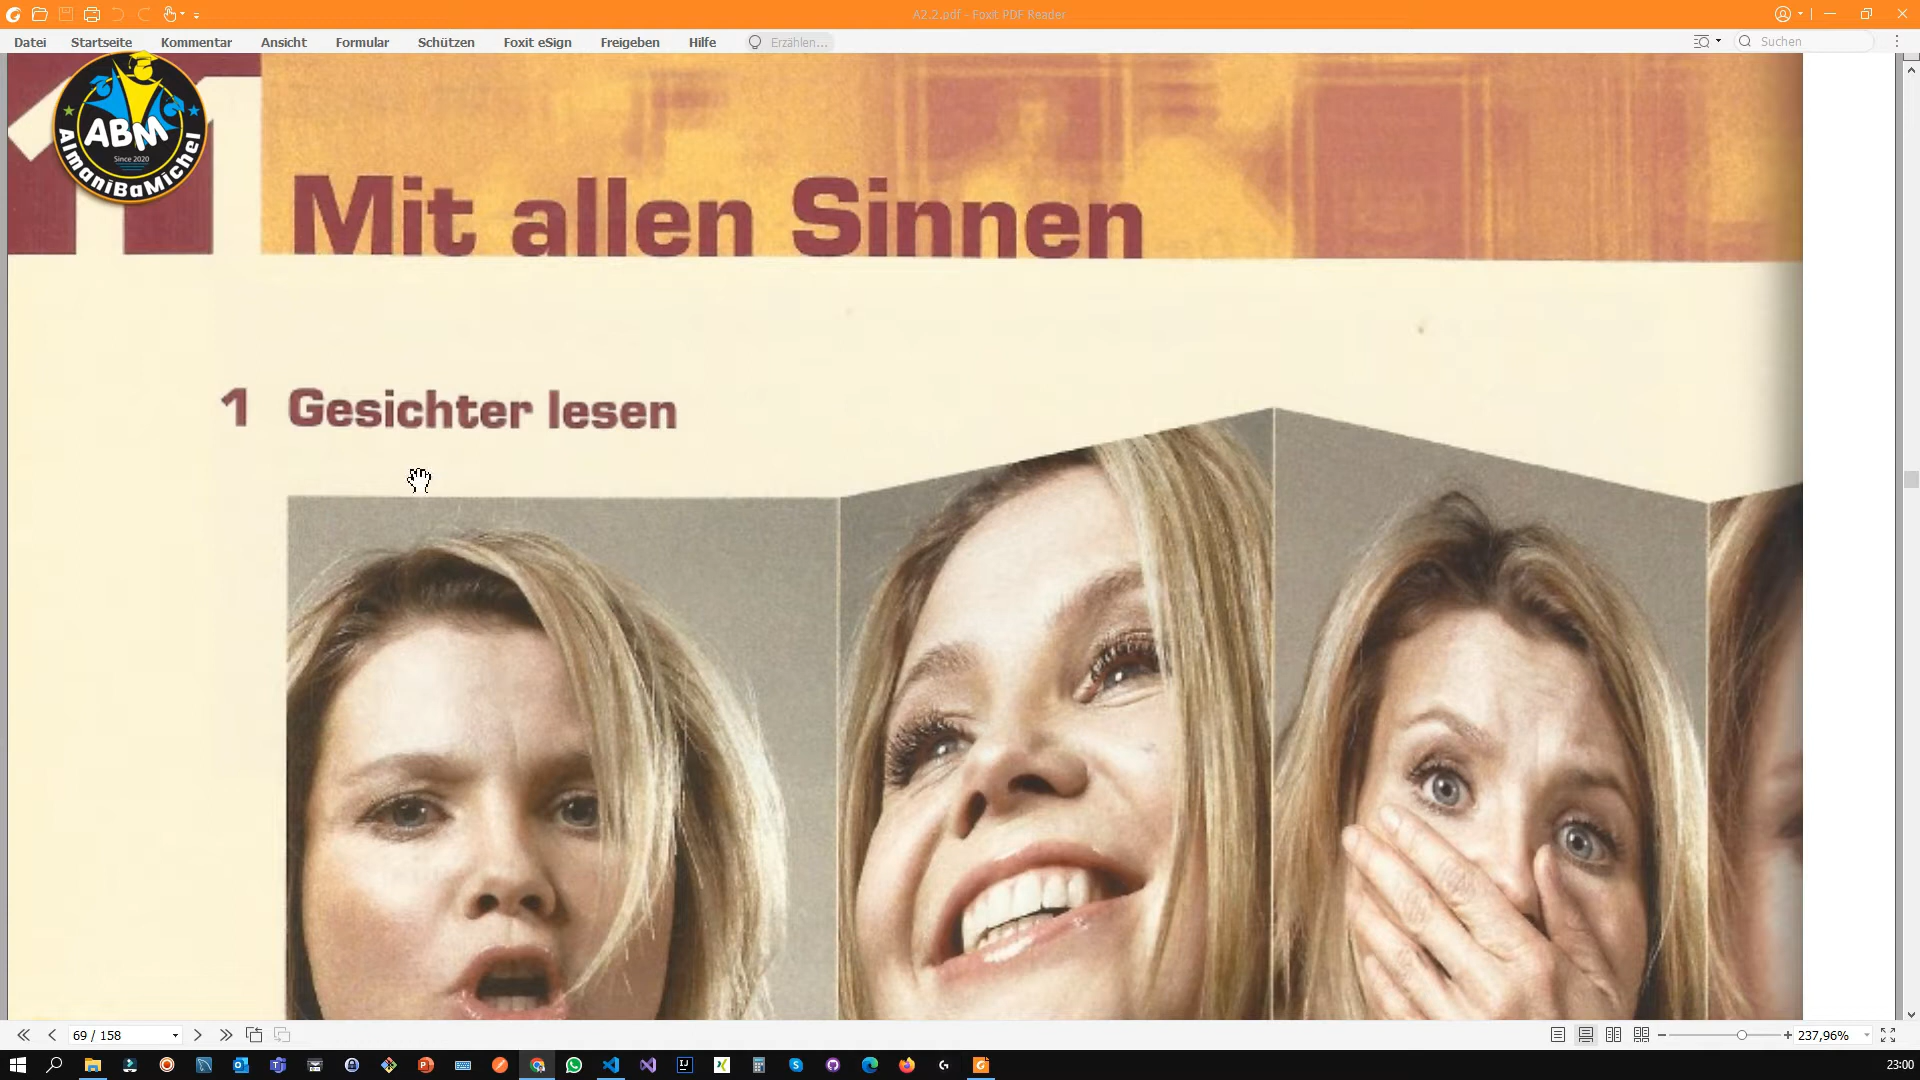 A2.2.pdf - Foxit PDF Reader
Datei Startseite Kommentar Ansicht Formular Schützen Foxit eSign Freigeben Hilfe Erzählen... Suchen
11
ABM
Since 2020
AlmaniBaMichel
Mit allen Sinnen
1 Gesichter lesen
69 / 158
237,96%
23:00